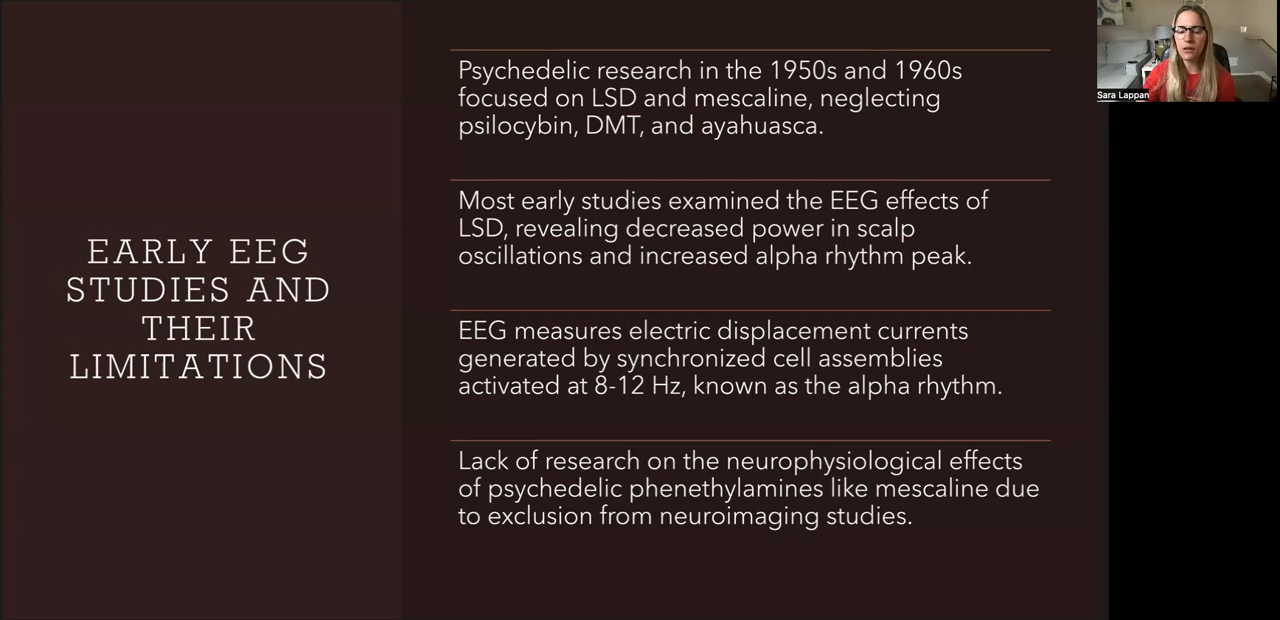 EARLY EEG
STUDIES AND
THEIR
LIMITATIONS
Psychedelic research in the 1950s and 1960s
focused on LSD and mescaline, neglecting
psilocybin, DMT, and ayahuasca.
Most early studies examined the EEG effects of
LSD, revealing decreased power in scalp
oscillations and increased alpha rhythm peak.
EEG measures electric displacement currents
generated by synchronized cell assemblies
activated at 8-12 Hz, known as the alpha rhythm.
Lack of research on the neurophysiological effects
of psychedelic phenethylamines like mescaline due
to exclusion from neuroimaging studies.
Sara Lappan